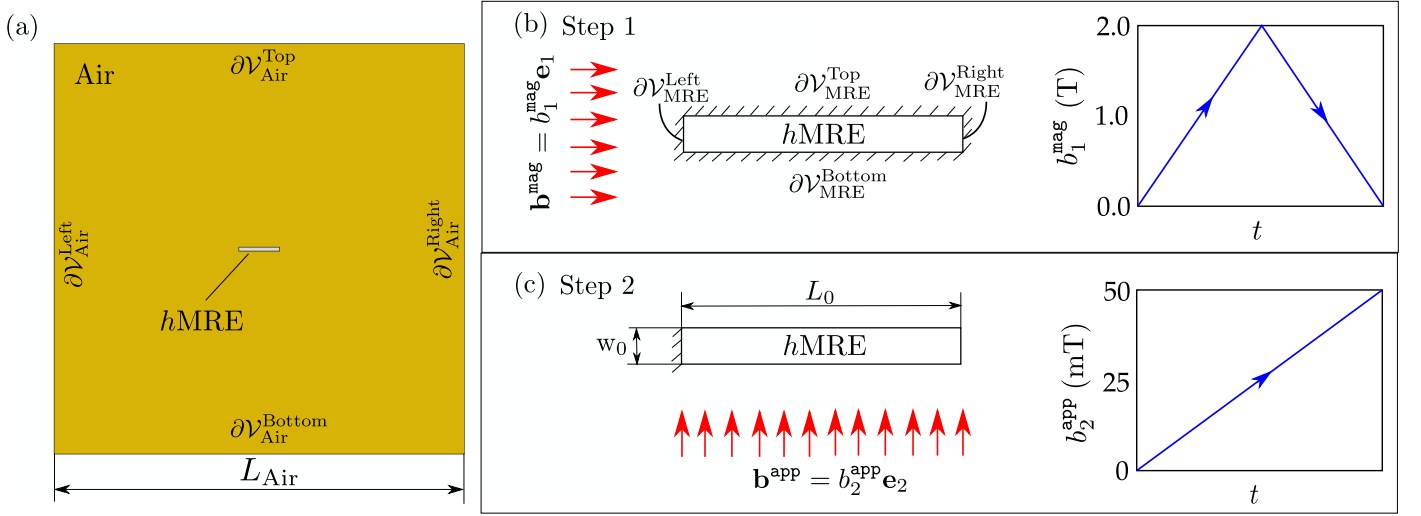 (a)
Air
∂𝒱_Air^Top
∂𝒱_Air^Left
∂𝒱_Air^Right
hMRE
∂𝒱_Air^Bottom
L_Air
(b) Step 1
b^mag = b_1^mag e_1
∂𝒱_MRE^Left
∂𝒱_MRE^Top
∂𝒱_MRE^Right
hMRE
∂𝒱_MRE^Bottom
b_1^mag (T)
2.0
1.0
0.0
t
(c) Step 2
L_0
w_0
hMRE
b^app = b_2^app e_2
b_2^app (mT)
50
25
0
t